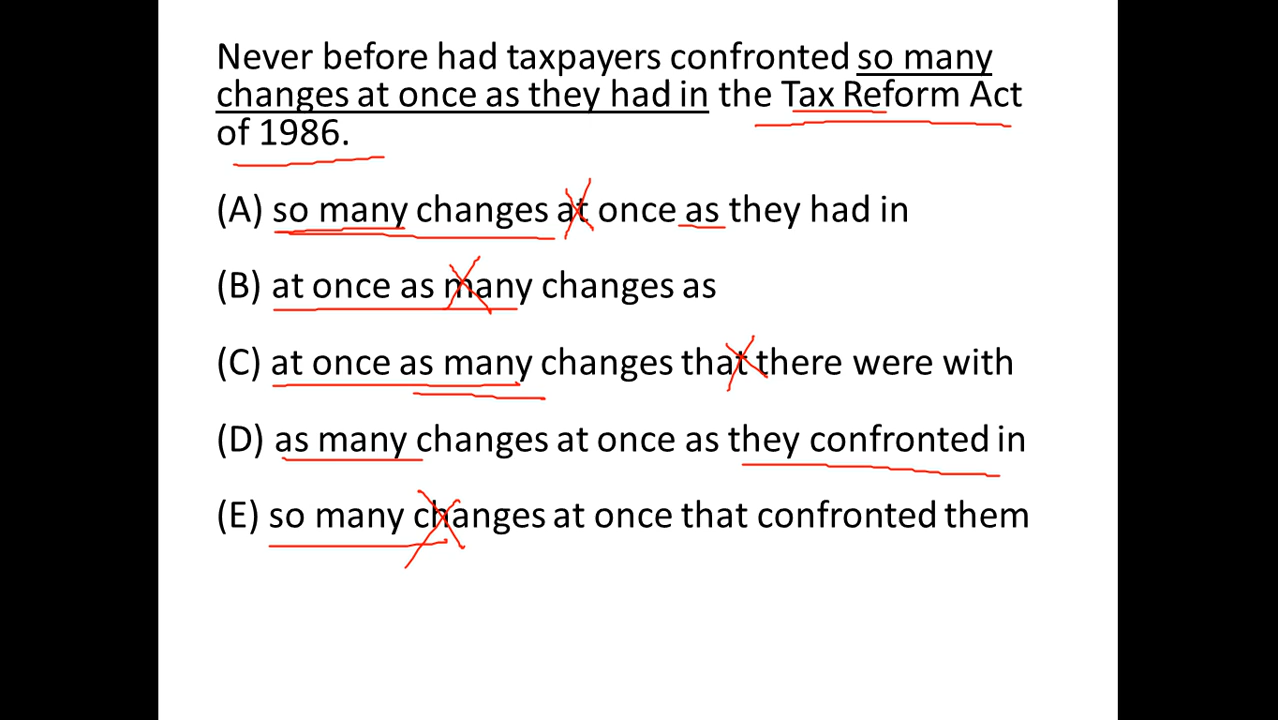 Never before had taxpayers confronted so many
changes at once as they had in the Tax Reform Act
of 1986.
(A) so many changes at once as they had in
(B) at once as many changes as
(C) at once as many changes that there were with
(D) as many changes at once as they confronted in
(E) so many changes at once that confronted them